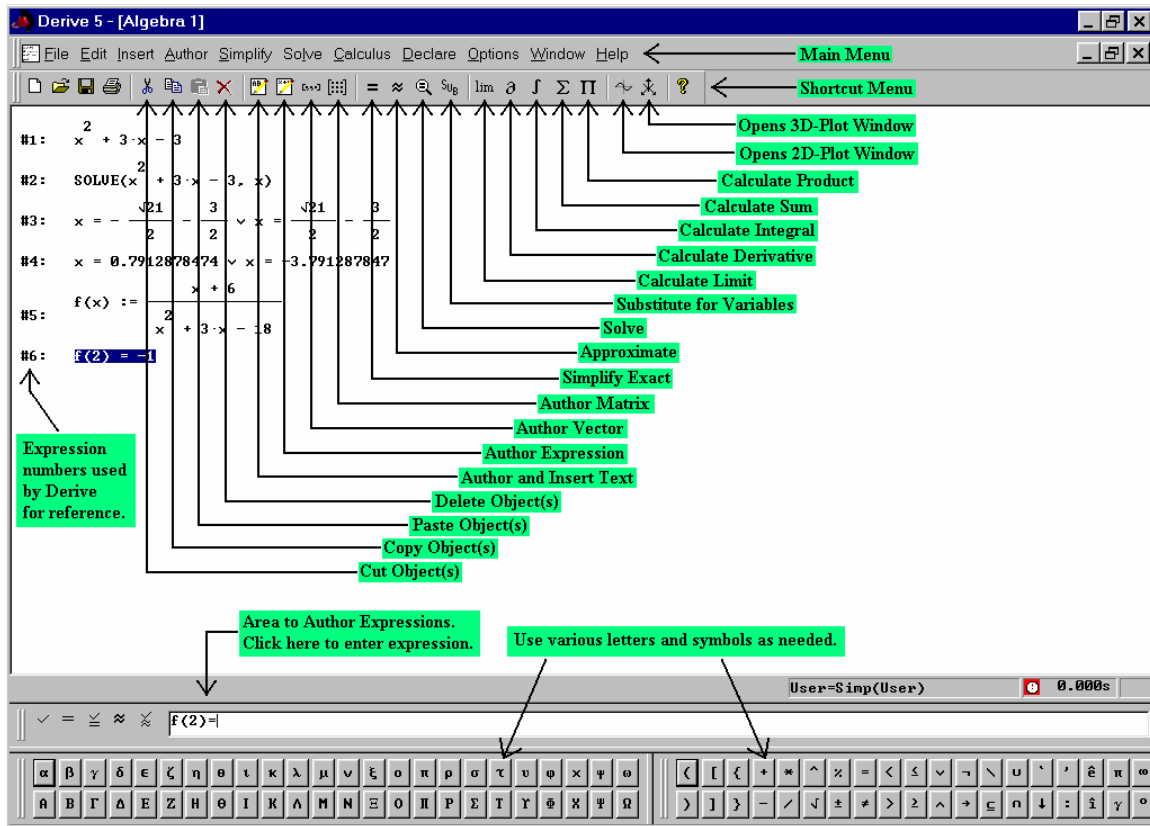 Derive 5 - [Algebra 1]
File Edit Insert Author Simplify Solve Calculus Declare Options Window Help
Main Menu
= ≈ SUB lim ∂ ∫ Σ Π ?
Shortcut Menu
Opens 3D-Plot Window
Opens 2D-Plot Window
Calculate Product
Calculate Sum
Calculate Integral
Calculate Derivative
Calculate Limit
Substitute for Variables
Solve
Approximate
Simplify Exact
Author Matrix
Author Vector
Author Expression
Author and Insert Text
Delete Object(s)
Paste Object(s)
Copy Object(s)
Cut Object(s)
#1: x^2 + 3·x - 3
#2: SOLVE(x^2 + 3·x - 3, x)
#3: x = - √21/2 - 3/2 ∨ x = √21/2 - 3/2
#4: x = 0.7912878474 ∨ x = -3.791287847
#5: f(x) := (x + 6)/(x^2 + 3·x - 18)
#6: f(2) = -1
Expression
numbers used
by Derive
for reference.
Area to Author Expressions.
Click here to enter expression.
Use various letters and symbols as needed.
User=Simp(User) 0.000s
f(2)=
α β γ δ ε ζ η θ ι κ λ μ ν ξ ο π ρ σ τ υ φ χ ψ ω
Α Β Γ Δ Ε Ζ Η Θ Ι Κ Λ Μ Ν Ξ Ο Π Ρ Σ Τ Υ Φ Χ Ψ Ω
( [ { + * ^ % = < ≤ ∨ ¬ \ ∪ ` ' ê π ∞
) ] } - / √ ± ≠ > ≥ ∧ → ⊆ ∩ ↓ : î γ °